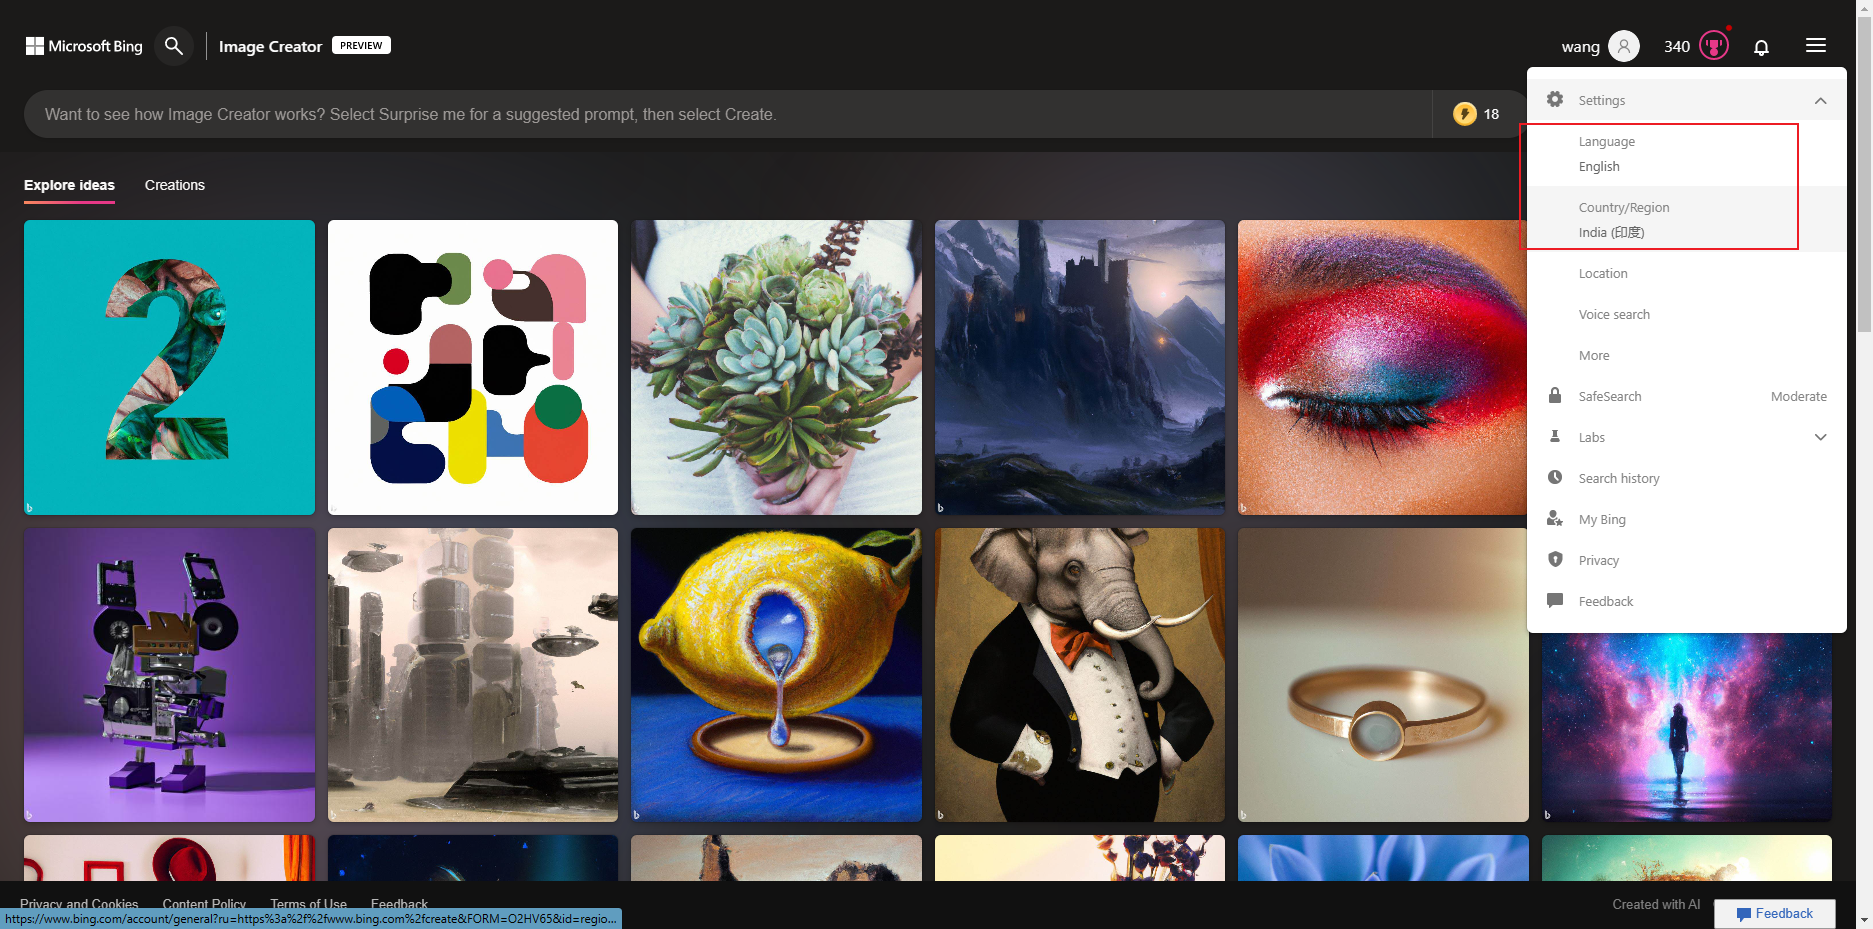 Microsoft Bing
Image Creator
PREVIEW
wang
340
Want to see how Image Creator works? Select Surprise me for a suggested prompt, then select Create.
18
Explore ideas
Creations
Settings
Language
English
Country/Region
India (印度)
Location
Voice search
More
SafeSearch
Moderate
Labs
Search history
My Bing
Privacy
Feedback
2
Privacy and Cookies
Content Policy
Terms of Use
Feedback
Created with AI
https://www.bing.com/account/general?ru=https%3a%2f%2fwww.bing.com%2fcreate&FORM=O2HV65&id=regio...
Feedback